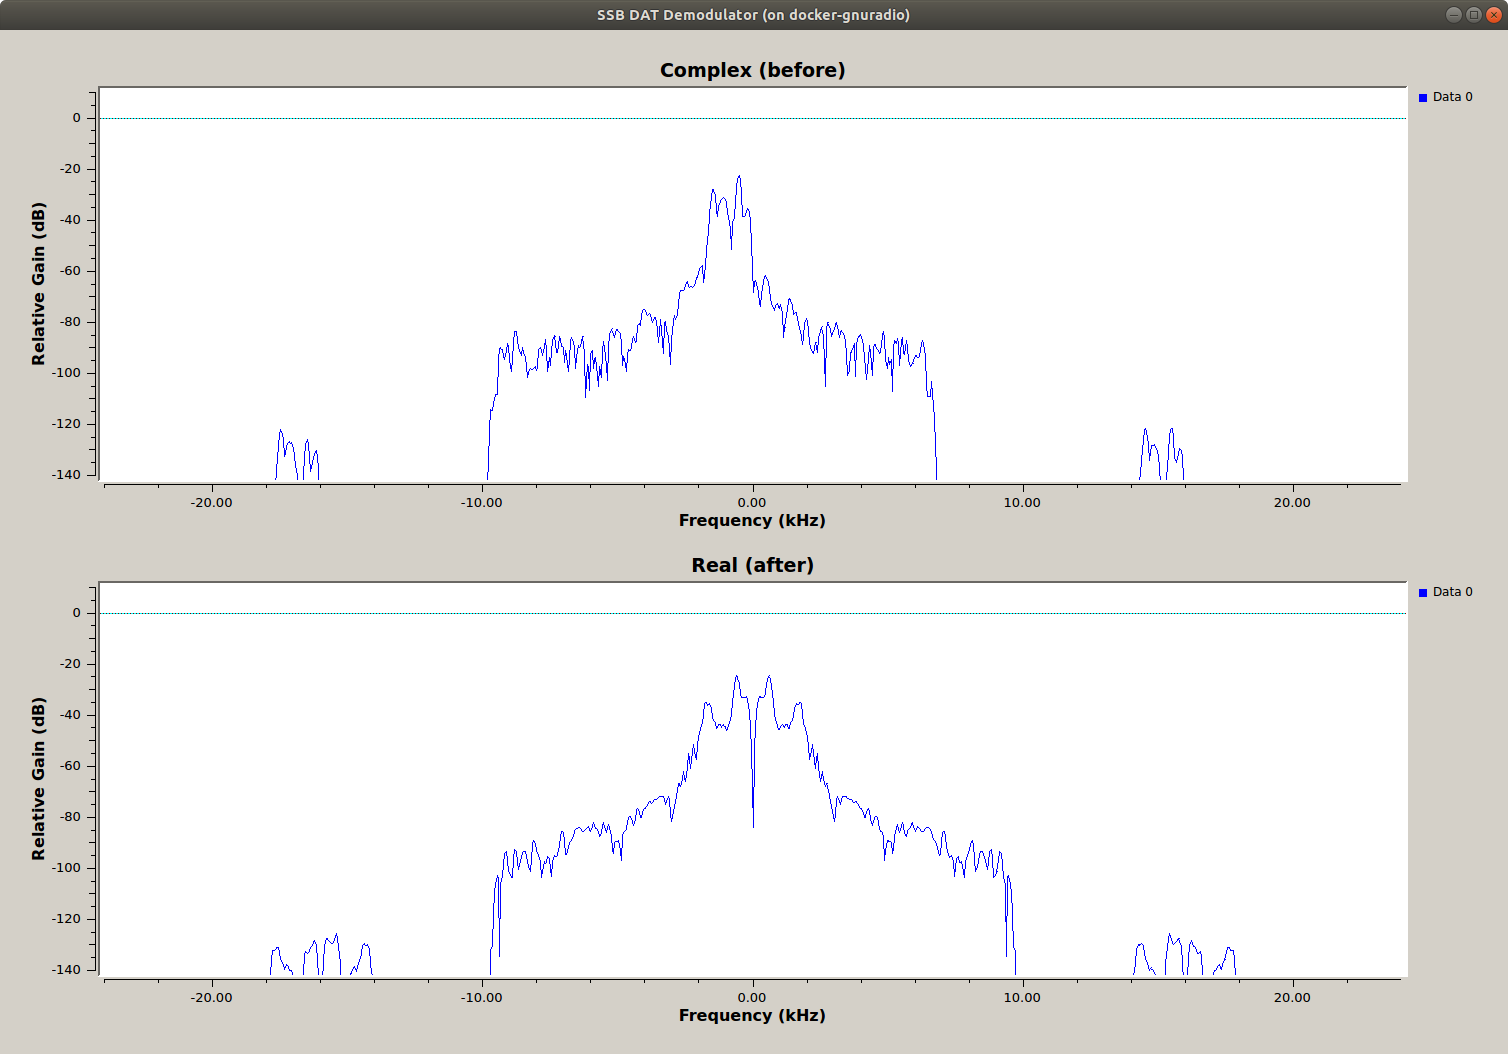 SSB DAT Demodulator (on docker-gnuradio)
Complex (before)
Data 0
Relative Gain (dB)
0
-20
-40
-60
-80
-100
-120
-140
-20.00 -10.00 0.00 10.00 20.00
Frequency (kHz)
Real (after)
Data 0
Relative Gain (dB)
0
-20
-40
-60
-80
-100
-120
-140
-20.00 -10.00 0.00 10.00 20.00
Frequency (kHz)